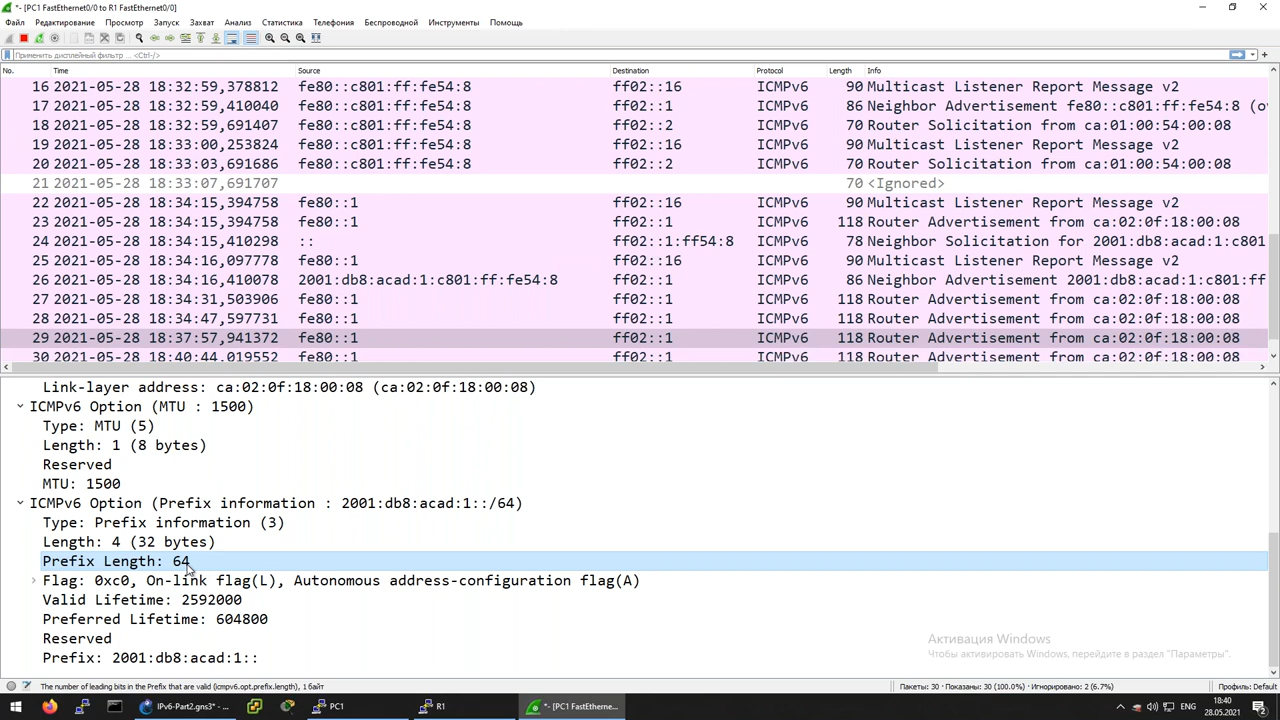 *- [PC1 FastEthernet0/0 to R1 FastEthernet0/0]
Файл Редактирование Просмотр Запуск Захват Анализ Статистика Телефония Беспроводной Инструменты Помощь
Применить дисплейный фильтр ... <Ctrl-/>
No. Time Source Destination Protocol Length Info
16 2021-05-28 18:32:59,378812 fe80::c801:ff:fe54:8 ff02::16 ICMPv6 90 Multicast Listener Report Message v2
17 2021-05-28 18:32:59,410040 fe80::c801:ff:fe54:8 ff02::1 ICMPv6 86 Neighbor Advertisement fe80::c801:ff:fe54:8 (ov
18 2021-05-28 18:32:59,691407 fe80::c801:ff:fe54:8 ff02::2 ICMPv6 70 Router Solicitation from ca:01:00:54:00:08
19 2021-05-28 18:33:00,253824 fe80::c801:ff:fe54:8 ff02::16 ICMPv6 90 Multicast Listener Report Message v2
20 2021-05-28 18:33:03,691686 fe80::c801:ff:fe54:8 ff02::2 ICMPv6 70 Router Solicitation from ca:01:00:54:00:08
21 2021-05-28 18:33:07,691707 70 <Ignored>
22 2021-05-28 18:34:15,394758 fe80::1 ff02::16 ICMPv6 90 Multicast Listener Report Message v2
23 2021-05-28 18:34:15,394758 fe80::1 ff02::1 ICMPv6 118 Router Advertisement from ca:02:0f:18:00:08
24 2021-05-28 18:34:15,410298 :: ff02::1:ff54:8 ICMPv6 78 Neighbor Solicitation for 2001:db8:acad:1:c801
25 2021-05-28 18:34:16,097778 fe80::1 ff02::16 ICMPv6 90 Multicast Listener Report Message v2
26 2021-05-28 18:34:16,410078 2001:db8:acad:1:c801:ff:fe54:8 ff02::1 ICMPv6 86 Neighbor Advertisement 2001:db8:acad:1:c801:ff
27 2021-05-28 18:34:31,503906 fe80::1 ff02::1 ICMPv6 118 Router Advertisement from ca:02:0f:18:00:08
28 2021-05-28 18:34:47,597731 fe80::1 ff02::1 ICMPv6 118 Router Advertisement from ca:02:0f:18:00:08
29 2021-05-28 18:37:57,941372 fe80::1 ff02::1 ICMPv6 118 Router Advertisement from ca:02:0f:18:00:08
30 2021-05-28 18:40:44,019552 fe80::1 ff02::1 ICMPv6 118 Router Advertisement from ca:02:0f:18:00:08
Link-layer address: ca:02:0f:18:00:08 (ca:02:0f:18:00:08)
ICMPv6 Option (MTU : 1500)
Type: MTU (5)
Length: 1 (8 bytes)
Reserved
MTU: 1500
ICMPv6 Option (Prefix information : 2001:db8:acad:1::/64)
Type: Prefix information (3)
Length: 4 (32 bytes)
Prefix Length: 64
Flag: 0xc0, On-link flag(L), Autonomous address-configuration flag(A)
Valid Lifetime: 2592000
Preferred Lifetime: 604800
Reserved
Prefix: 2001:db8:acad:1::
Активация Windows
Чтобы активировать Windows, перейдите в раздел "Параметры".
The number of leading bits in the Prefix that are valid (icmpv6.opt.prefix.length), 1 байт Пакеты: 30 · Показаны: 30 (100.0%) · Игнорировано: 2 (6.7%) Профиль: Default
IPv6-Part2.gns3* - ... PC1 R1 *- [PC1 FastEtherne... ENG 18:40
28.05.2021